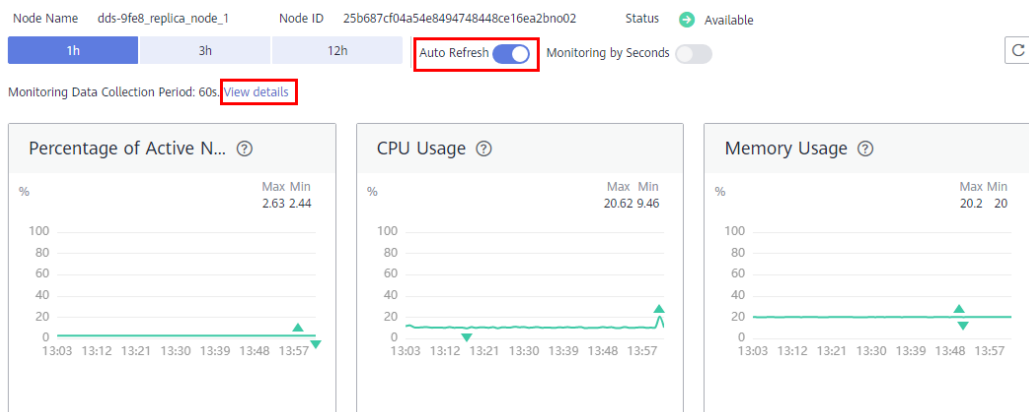 Node Name dds-9fe8_replica_node_1 Node ID 25b687cf04a54e8494748448ce16ea2bno02 Status Available
1h 3h 12h Auto Refresh Monitoring by Seconds
Monitoring Data Collection Period: 60s. View details
Percentage of Active N... CPU Usage Memory Usage
% Max Min
2.63 2.44
100
80
60
40
20
0
13:03 13:12 13:21 13:30 13:39 13:48 13:57
% Max Min
20.62 9.46
100
80
60
40
20
0
13:03 13:12 13:21 13:30 13:39 13:48 13:57
% Max Min
20.2 20
100
80
60
40
20
0
13:03 13:12 13:21 13:30 13:39 13:48 13:57